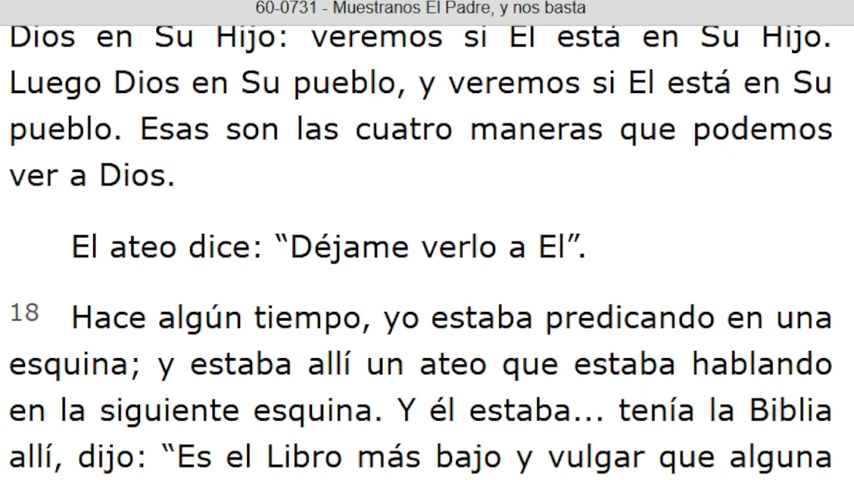 60-0731 - Muestranos El Padre, y nos basta
Dios en Su Hijo: veremos si El está en Su Hijo.
Luego Dios en Su pueblo, y veremos si El está en Su
pueblo. Esas son las cuatro maneras que podemos
ver a Dios.
El ateo dice: “Déjame verlo a El”.
18 Hace algún tiempo, yo estaba predicando en una
esquina; y estaba allí un ateo que estaba hablando
en la siguiente esquina. Y él estaba... tenía la Biblia
allí, dijo: “Es el Libro más bajo y vulgar que alguna